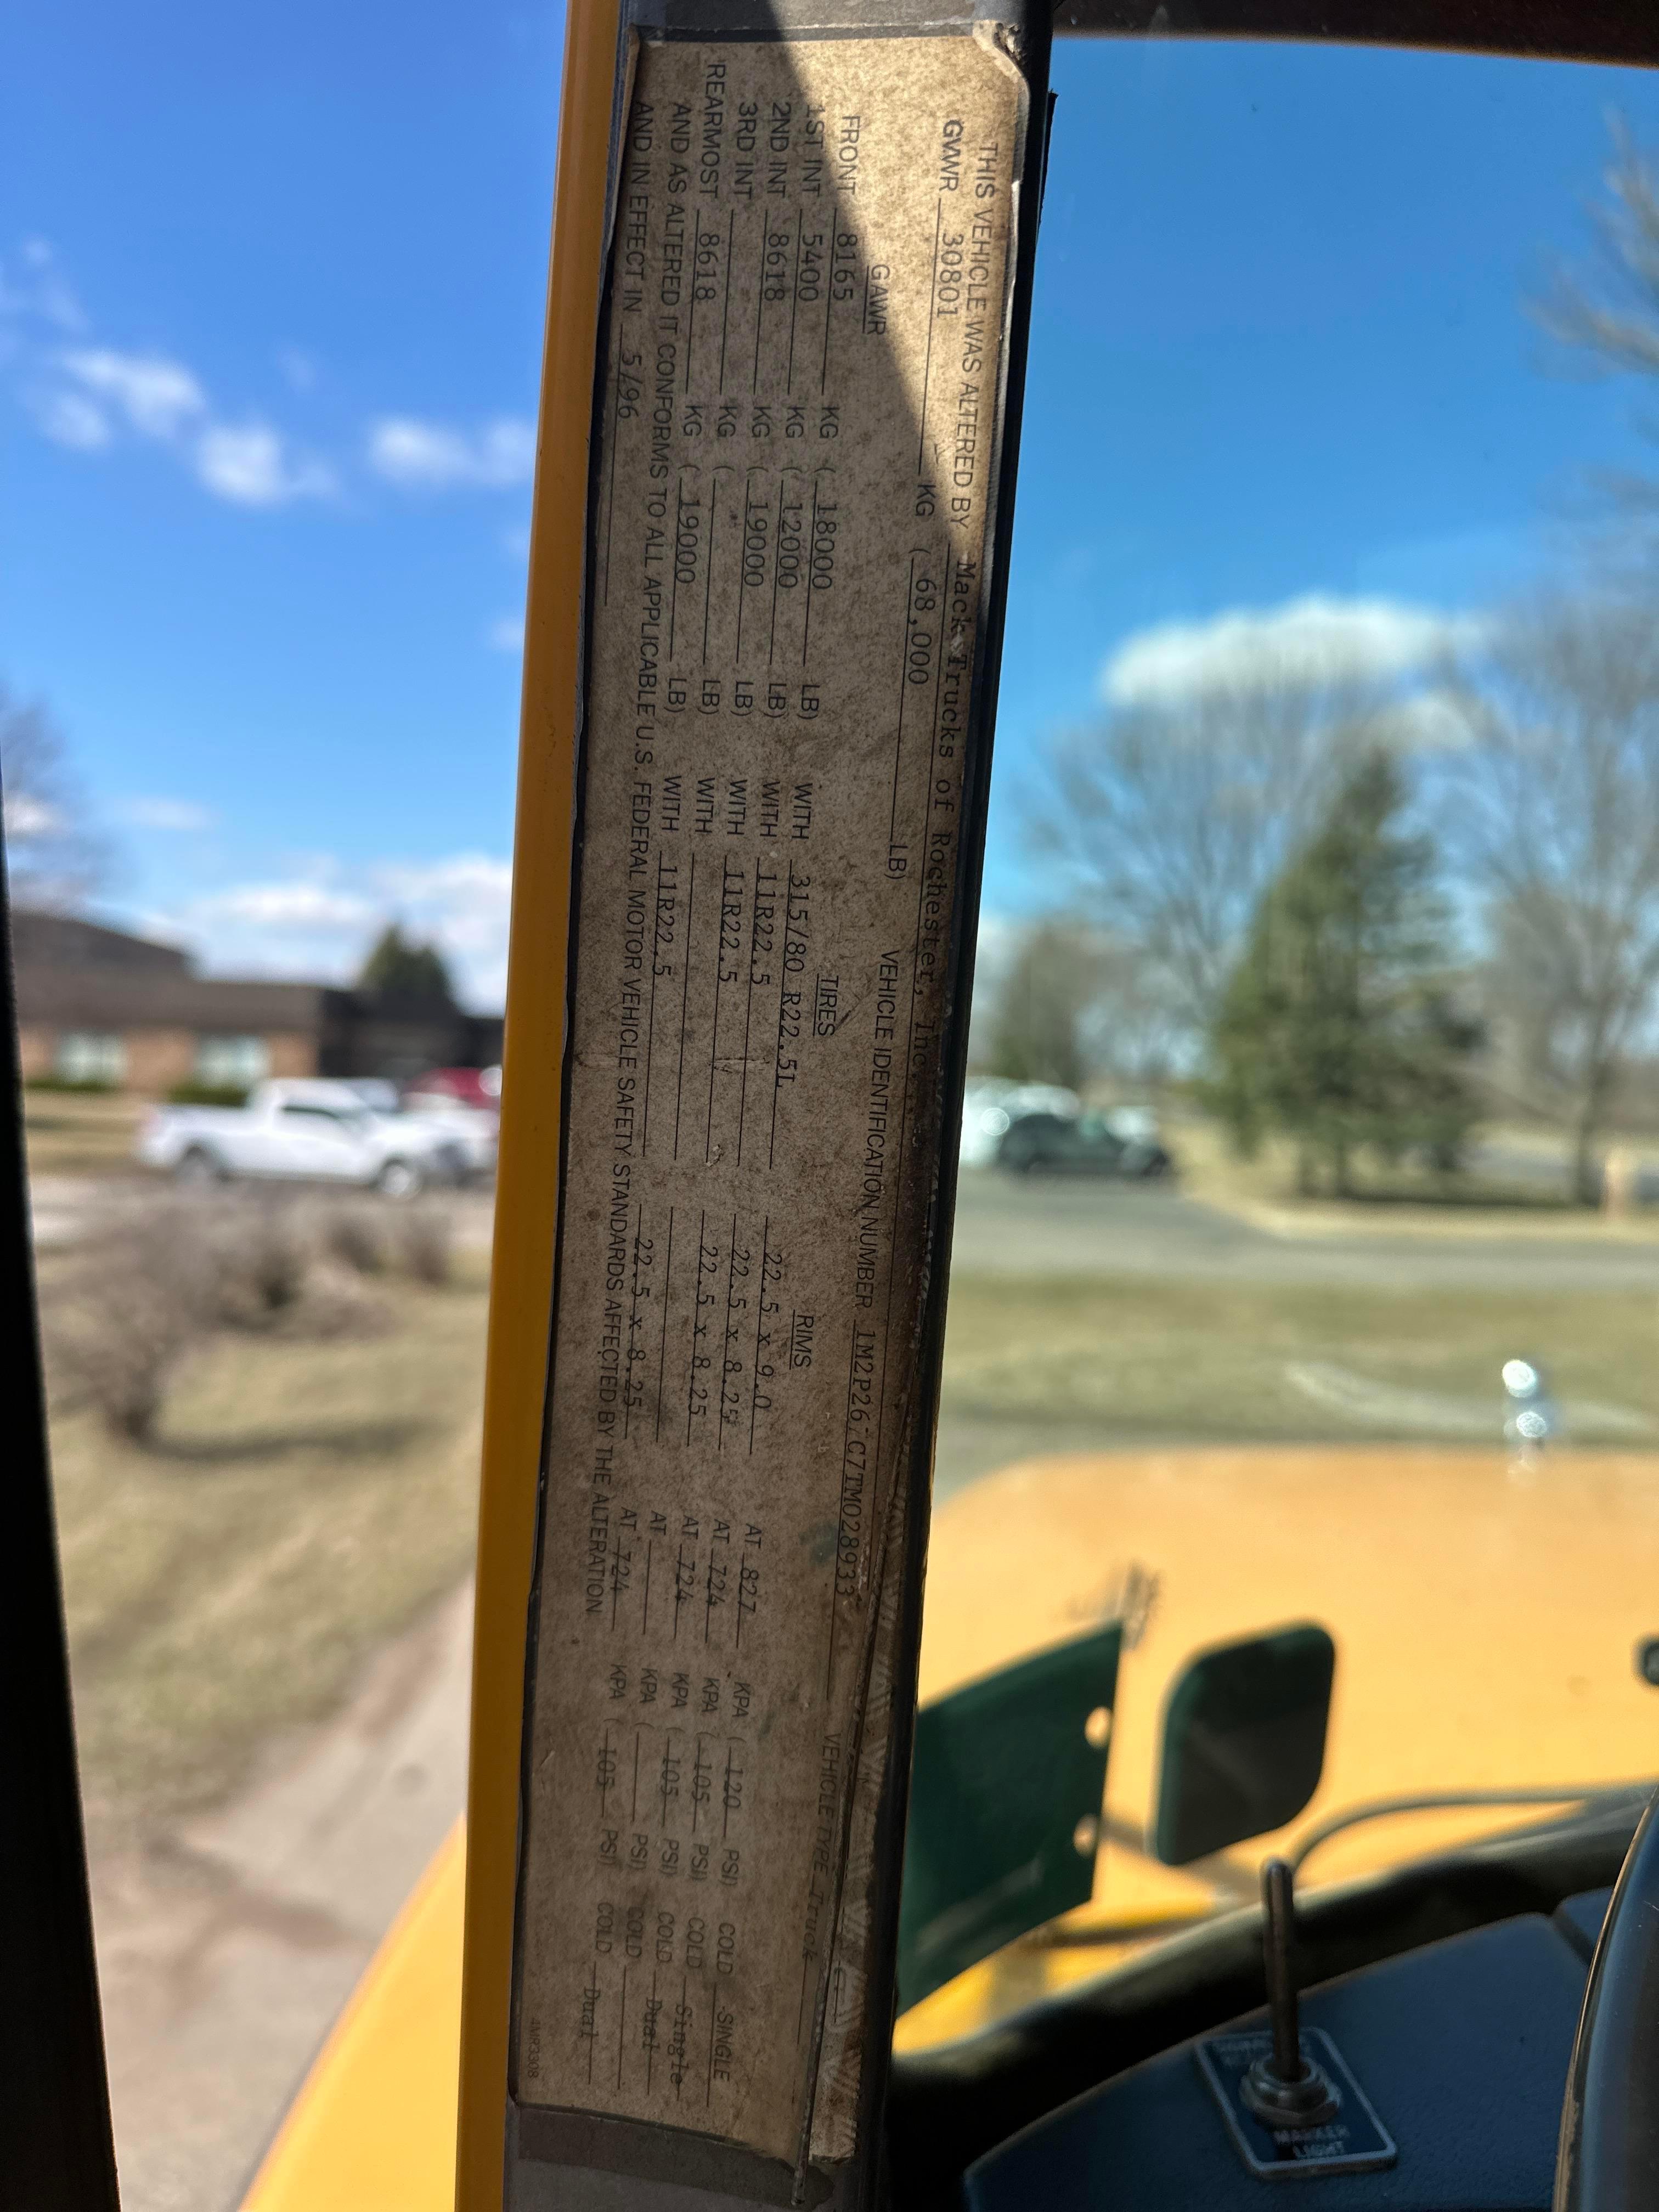 THIS VEHICLE WAS ALTERED BY Mack Trucks of Rochester, Inc.
GVWR 30801 KG ( 68,000 LB) VEHICLE IDENTIFICATION NUMBER 1M2P26 C7TM028933 VEHICLE TYPE Truck
GAWR TIRES RIMS
FRONT 8165 KG ( 18000 LB) WITH 315/80 R22.5L 22.5 x 9.0 AT 827 KPA ( 120 PSI) COLD SINGLE
1ST INT 5400 KG ( 12000 LB) WITH 11R22.5 22.5 x 8.25 AT 724 KPA ( 105 PSI) COLD Single
2ND INT 8618 KG ( 19000 LB) WITH 11R22.5 22.5 x 8.25 AT 724 KPA ( 105 PSI) COLD Dual
3RD INT KG ( LB) WITH AT KPA ( PSI) COLD
REARMOST 8618 KG ( 19000 LB) WITH 11R22.5 22.5 x 8.25 AT 724 KPA ( 105 PSI) COLD Dual
AND AS ALTERED IT CONFORMS TO ALL APPLICABLE U.S. FEDERAL MOTOR VEHICLE SAFETY STANDARDS AFFECTED BY THE ALTERATION
AND IN EFFECT IN 5/96
MARKER
LIGHT